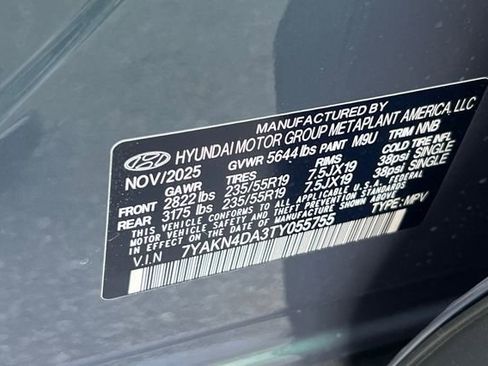 MANUFACTURED BY
HYUNDAI MOTOR GROUP METAPLANT AMERICA, LLC
NOV/2025 GVWR 5644 lbs PAINT M9U TRIM NNB
GAWR TIRES RIMS COLD TIRE INFL
FRONT 2822 lbs 235/55R19 7.5JX19 38psi SINGLE
REAR 3175 lbs 235/55R19 7.5JX19 38psi SINGLE
THIS VEHICLE CONFORMS TO ALL APPLICABLE FEDERAL
MOTOR VEHICLE SAFETY STANDARDS
IN EFFECT ON THE DATE OF MANUFACTURE SHOWN ABOVE.
V.I.N 7YAKN4DA3TY055755 TYPE:MPV